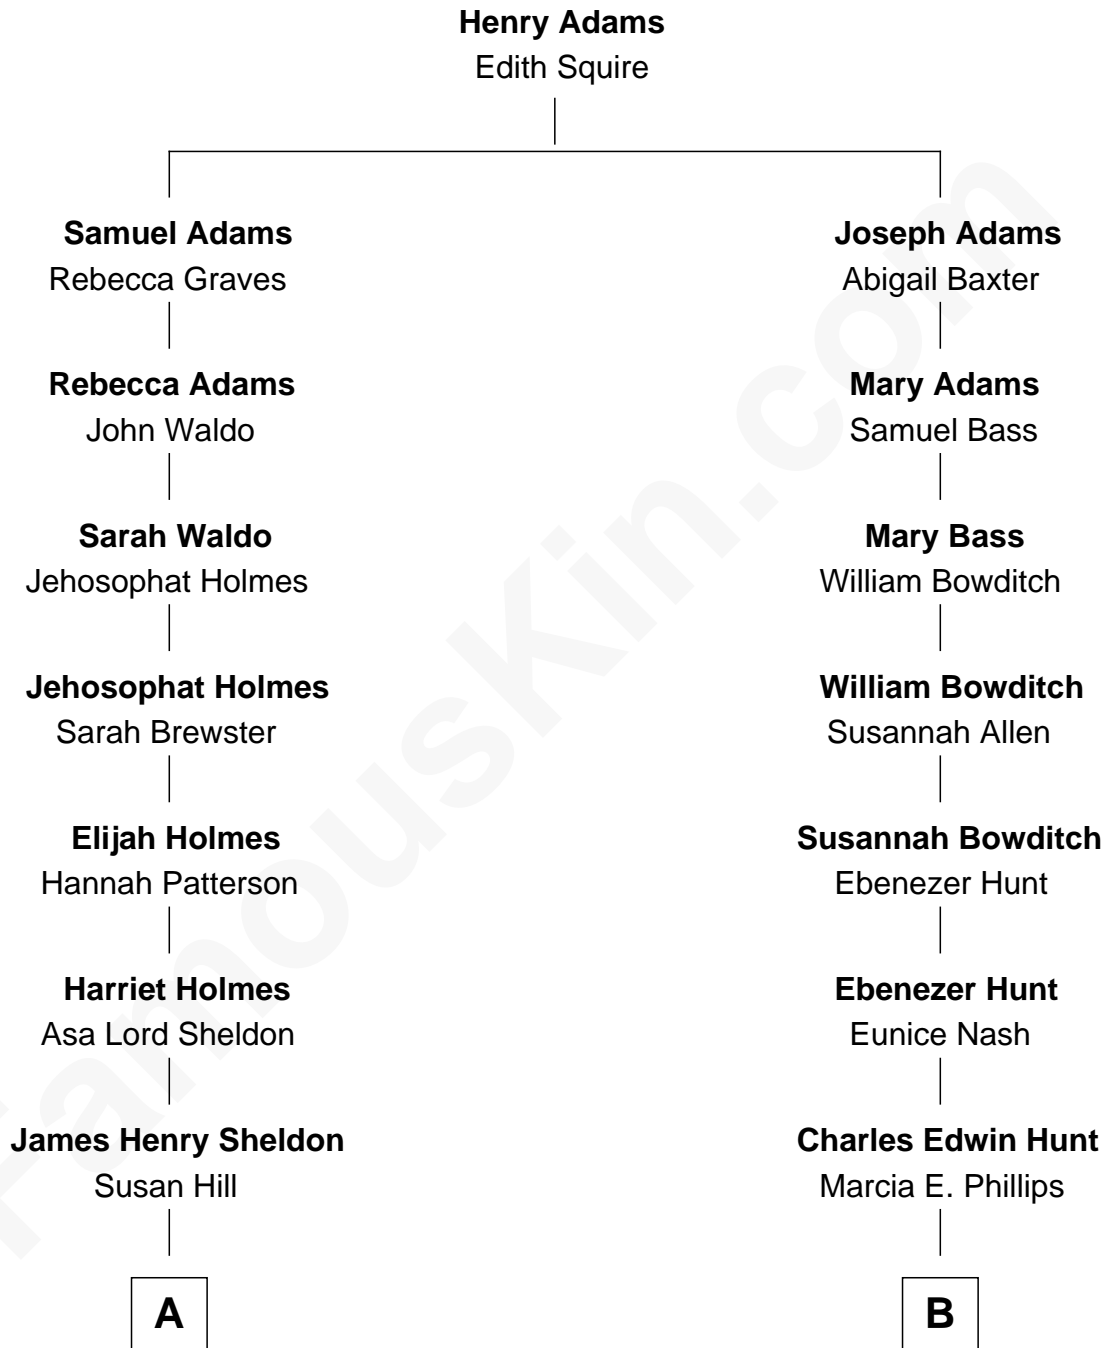 Henry Adams
Edith Squire
Samuel Adams
Rebecca Graves
Joseph Adams
Abigail Baxter
Rebecca Adams
John Waldo
Mary Adams
Samuel Bass
Sarah Waldo
Jehosophat Holmes
Mary Bass
William Bowditch
Jehosophat Holmes
Sarah Brewster
William Bowditch
Susannah Allen
Elijah Holmes
Hannah Patterson
Susannah Bowditch
Ebenezer Hunt
Harriet Holmes
Asa Lord Sheldon
Ebenezer Hunt
Eunice Nash
James Henry Sheldon
Susan Hill
Charles Edwin Hunt
Marcia E. Phillips
A
B
FamousKin.com